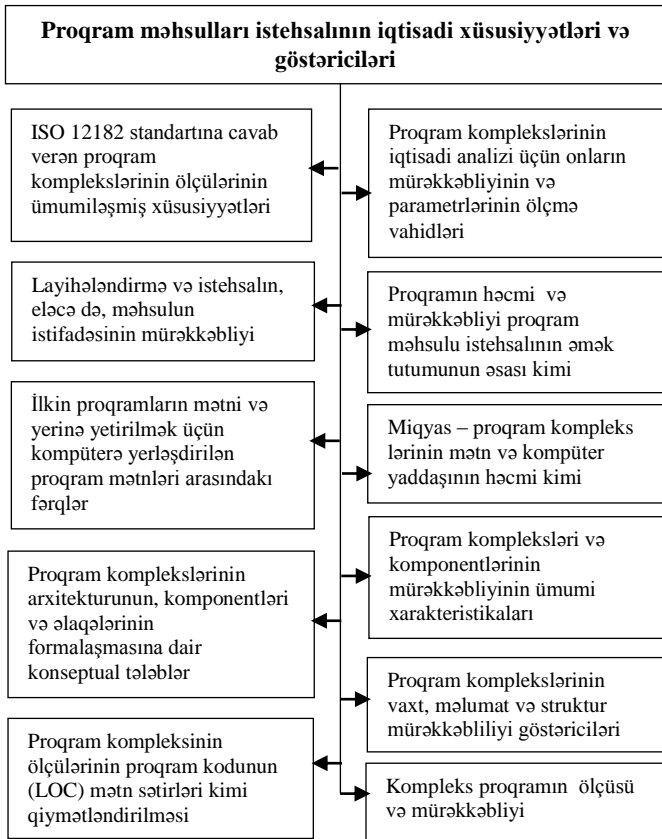 Proqram məhsulları istehsalının iqtisadi xüsusiyyətləri və
göstəriciləri
ISO 12182 standartına cavab
verən proqram
komplekslərinin ölçülərinin
ümumiləşmiş xüsusiyyətləri
Proqram komplekslərinin
iqtisadi analizi üçün onların
mürəkkəbliyinin və
parametrlərinin ölçmə
vahidləri
Layihələndirmə və istehsalın,
eləcə də, məhsulun
istifadəsinin mürəkkəbliyi
Proqramın həcmi və
mürəkkəbliyi proqram
məhsulu istehsalının əmək
tutumunun əsası kimi
İlkin proqramların mətni və
yerinə yetirilmək üçün
kompüterə yerləşdirilən
proqram mətnləri arasındakı
fərqlər
Miqyas – proqram kompleks
lərinin mətn və kompüter
yaddaşının həcmi kimi
Proqram komplekslərinin
arxitekturunun, komponentləri
və əlaqələrinin
formalaşmasına dair
konseptual tələblər
Proqram kompleksləri və
komponentlərinin
mürəkkəbliyinin ümumi
xarakteristikaları
Proqram komplekslərinin
vaxt, məlumat və struktur
mürəkkəbliliyi göstəriciləri
Proqram kompleksinin
ölçülərinin proqram kodunun
(LOC) mətn sətirləri kimi
qiymətləndirilməsi
Kompleks proqramın ölçüsü
və mürəkkəbliyi